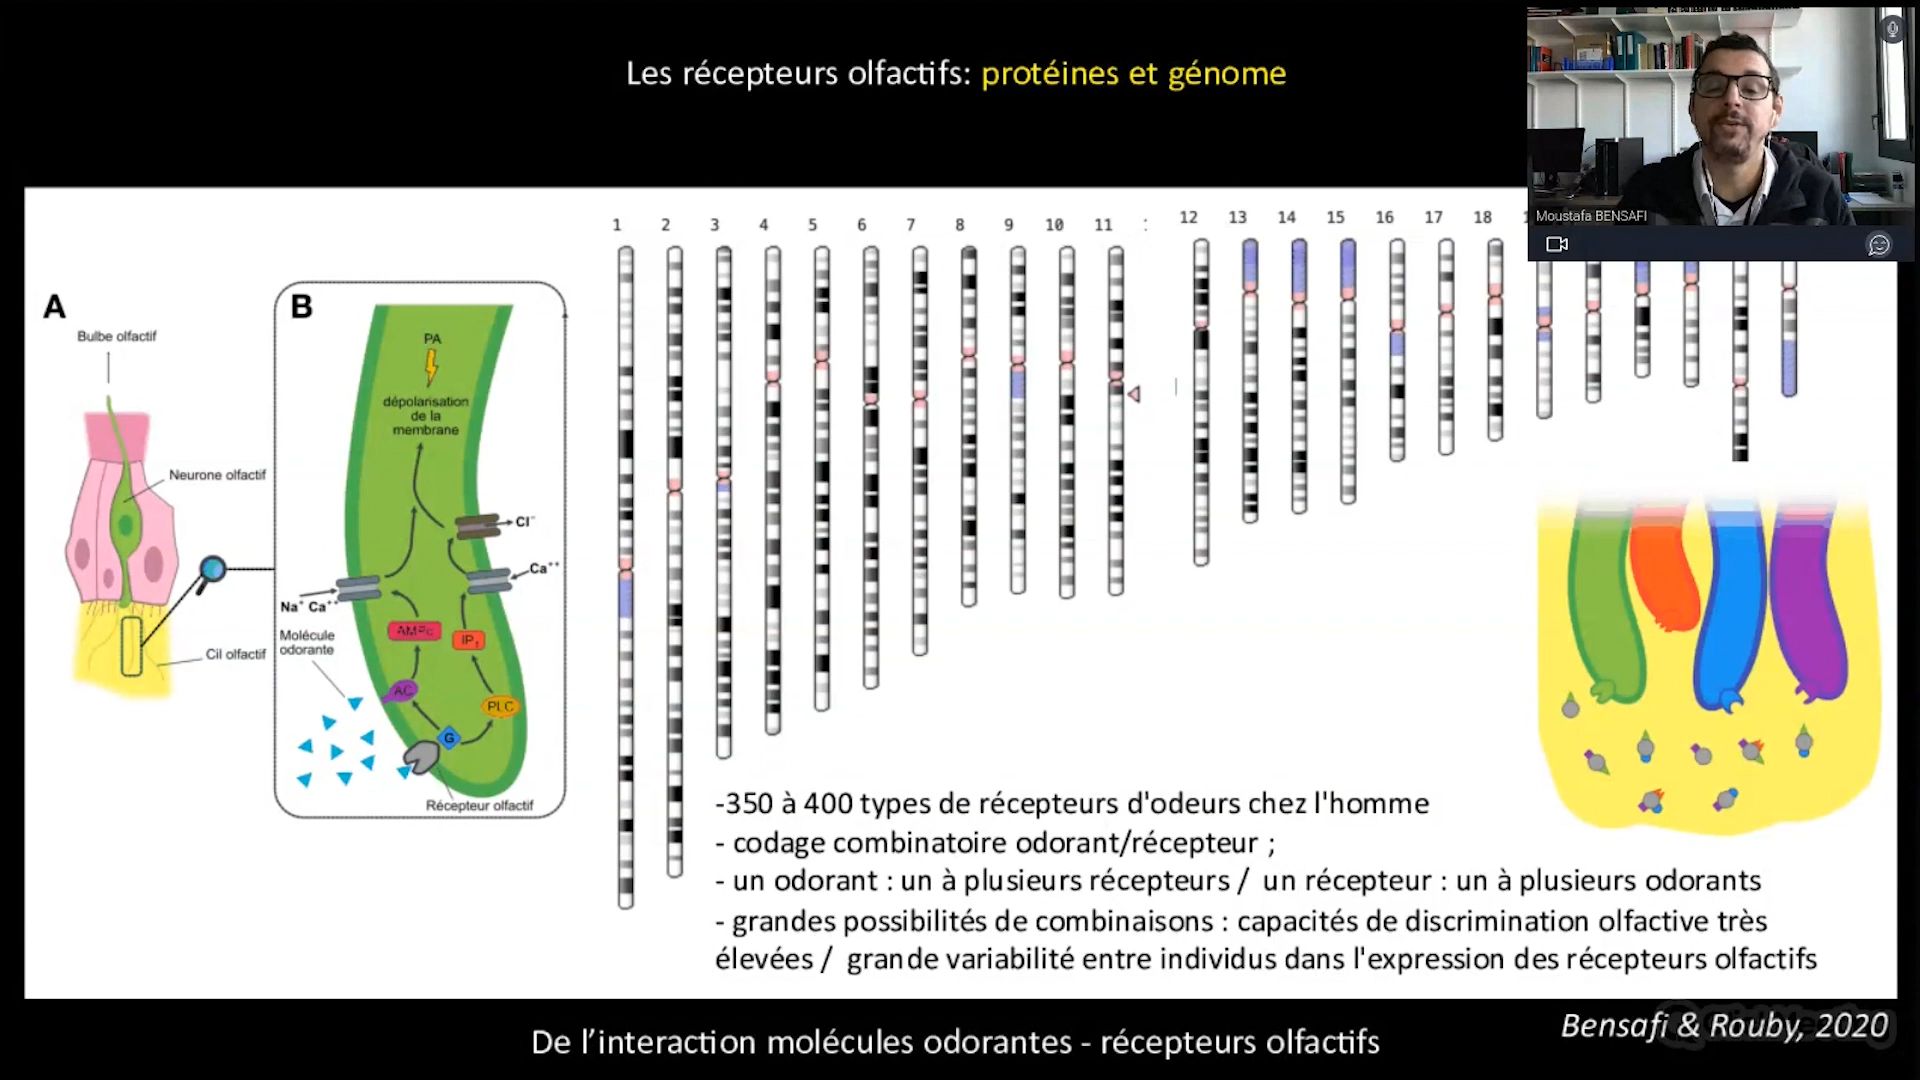 Les récepteurs olfactifs: protéines et génome
Moustafa BENSAFI
1 2 3 4 5 6 7 8 9 10 11 12 13 14 15 16 17 18
A
Bulbe olfactif
Neurone olfactif
Cil olfactif
B
PA
dépolarisation
de la
membrane
Cl⁻
Ca⁺⁺
Na⁺ Ca⁺⁺
AMPc
IP₃
Molécule
odorante
AC
PLC
G
Récepteur olfactif
-350 à 400 types de récepteurs d'odeurs chez l'homme
- codage combinatoire odorant/récepteur ;
- un odorant : un à plusieurs récepteurs / un récepteur : un à plusieurs odorants
- grandes possibilités de combinaisons : capacités de discrimination olfactive très
élevées / grande variabilité entre individus dans l'expression des récepteurs olfactifs
De l’interaction molécules odorantes - récepteurs olfactifs
Bensafi & Rouby, 2020